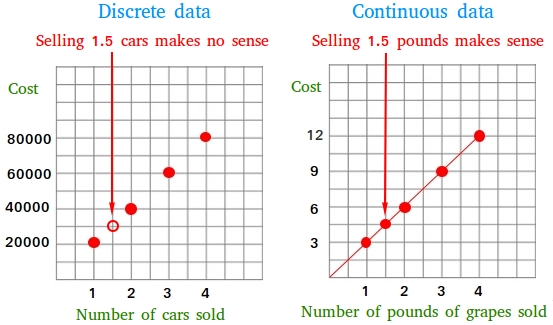 Discrete data
Selling 1.5 cars makes no sense
Cost
80000
60000
40000
20000
1 2 3 4
Number of cars sold
Continuous data
Selling 1.5 pounds makes sense
Cost
12
9
6
3
1 2 3 4
Number of pounds of grapes sold